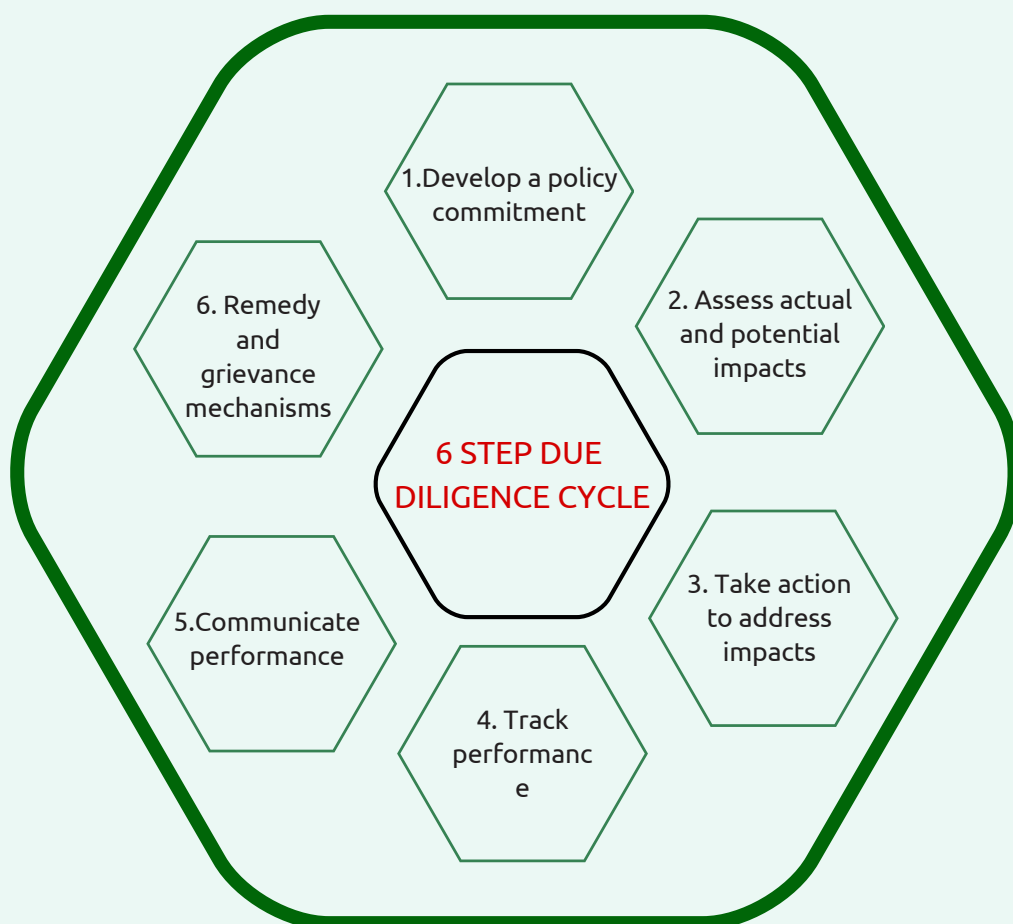 1.Develop a policy
commitment
2. Assess actual
and potential
impacts
3. Take action
to address
impacts
4. Track
performanc
e
5.Communicate
performance
6. Remedy
and
grievance
mechanisms
6 STEP DUE
DILIGENCE CYCLE